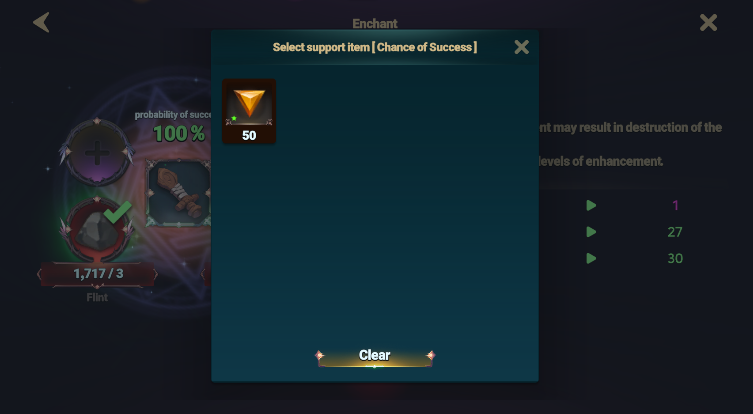 Enchant
Select support item [ Chance of Success ]
50
probability of succe
100 %
nt may result in destruction of the
levels of enhancement.
1
27
30
1,717 / 3
Flint
Clear